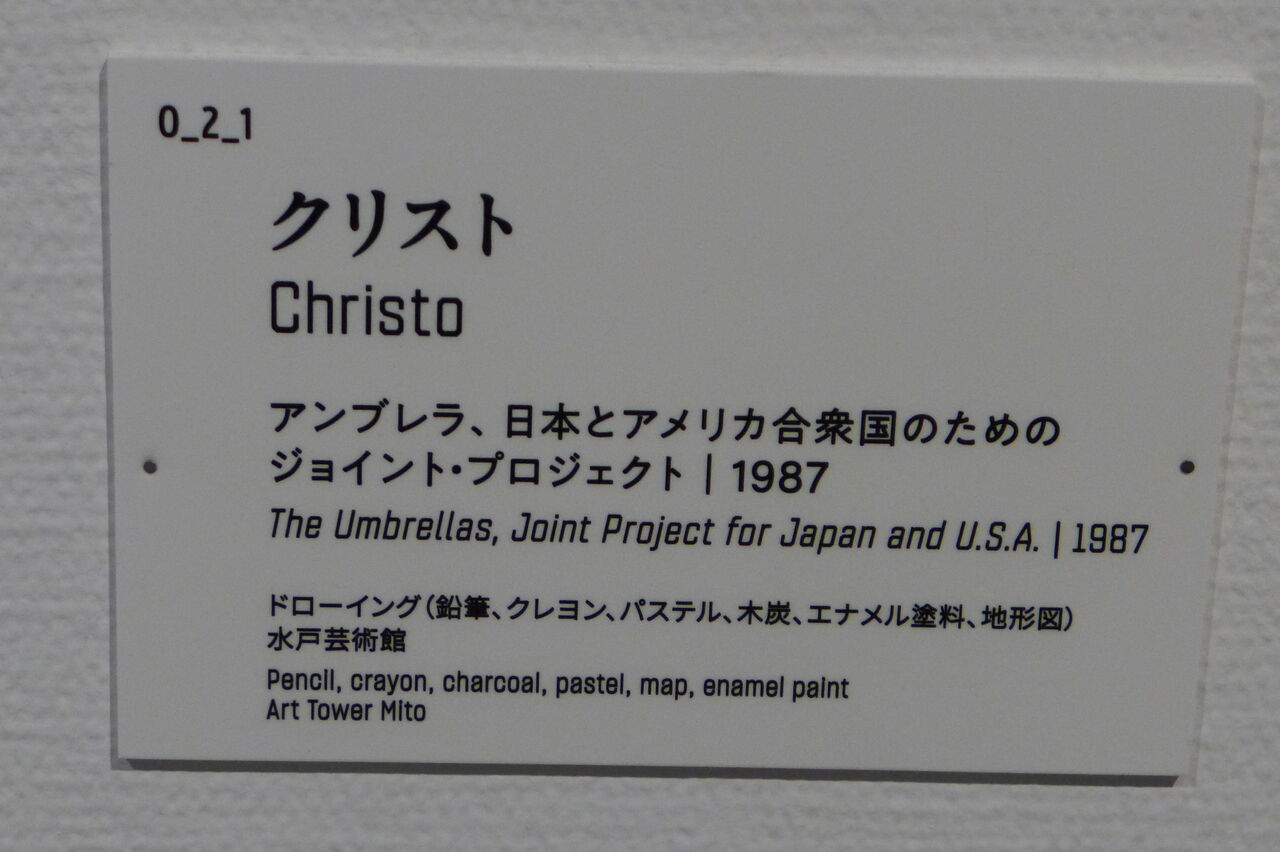 0_2_1
クリスト
Christo
アンブレラ、日本とアメリカ合衆国のための
ジョイント・プロジェクト | 1987
The Umbrellas, Joint Project for Japan and U.S.A. | 1987
ドローイング（鉛筆、クレヨン、パステル、木炭、エナメル塗料、地形図）
水戸芸術館
Pencil, crayon, charcoal, pastel, map, enamel paint
Art Tower Mito